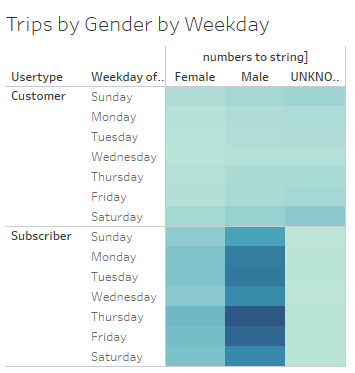 Trips by Gender by Weekday
numbers to string]
Usertype Weekday of.. Female Male UNKNO..
Customer Sunday
Monday
Tuesday
Wednesday
Thursday
Friday
Saturday
Subscriber Sunday
Monday
Tuesday
Wednesday
Thursday
Friday
Saturday